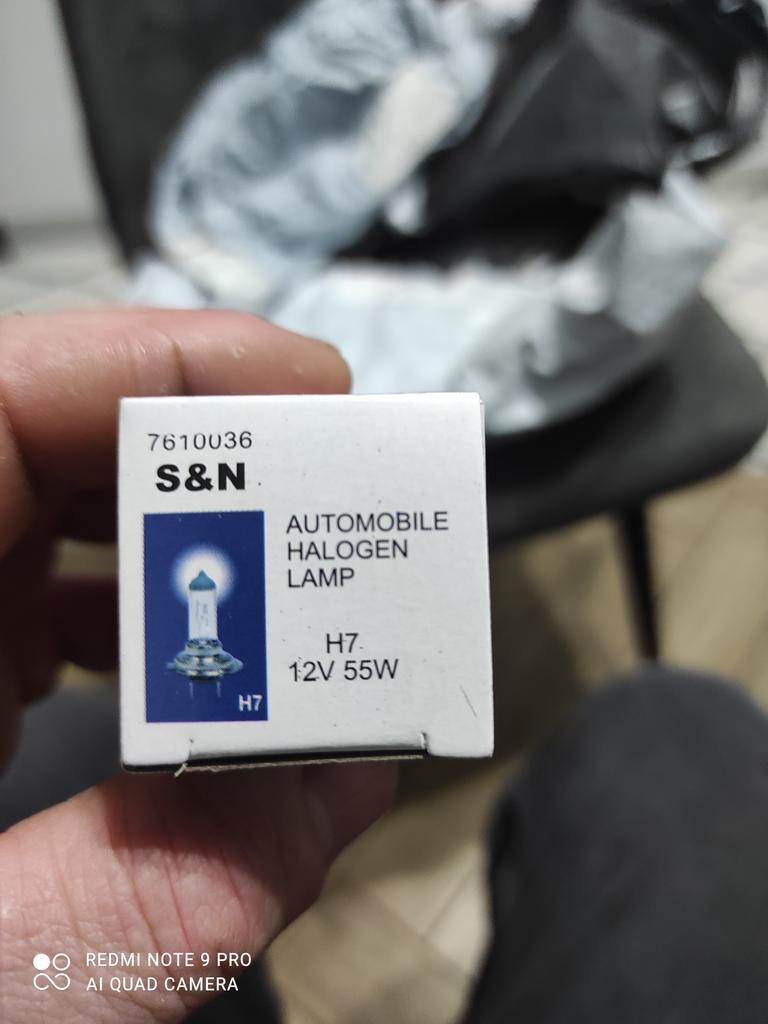 7610036
S&N
AUTOMOBILE
HALOGEN
LAMP
H7
12V 55W
H7
REDMI NOTE 9 PRO
AI QUAD CAMERA